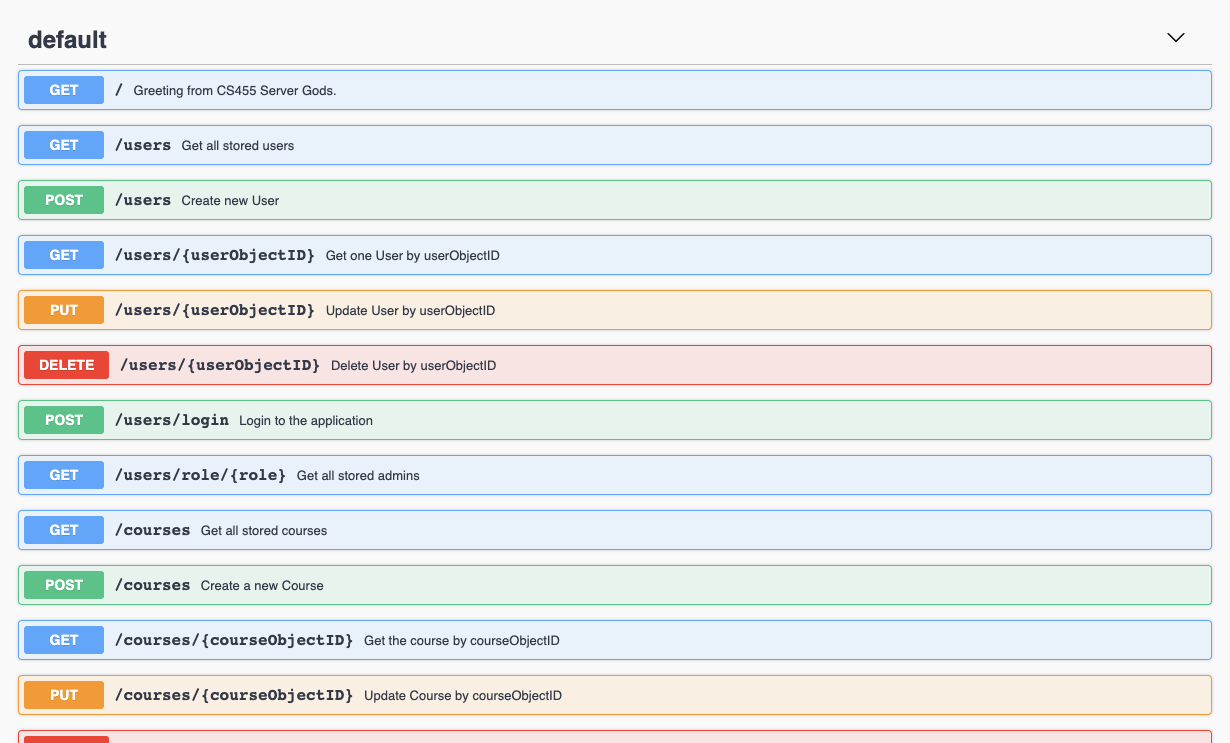 default
GET / Greeting from CS455 Server Gods.
GET /users Get all stored users
POST /users Create new User
GET /users/{userObjectID} Get one User by userObjectID
PUT /users/{userObjectID} Update User by userObjectID
DELETE /users/{userObjectID} Delete User by userObjectID
POST /users/login Login to the application
GET /users/role/{role} Get all stored admins
GET /courses Get all stored courses
POST /courses Create a new Course
GET /courses/{courseObjectID} Get the course by courseObjectID
PUT /courses/{courseObjectID} Update Course by courseObjectID